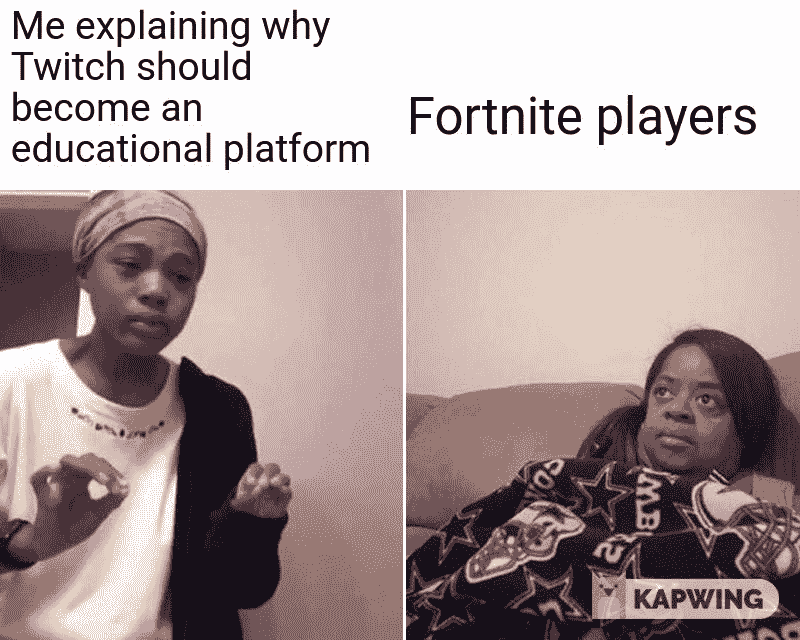 Me explaining why
Twitch should
become an
educational platform
Fortnite players
KAPWING